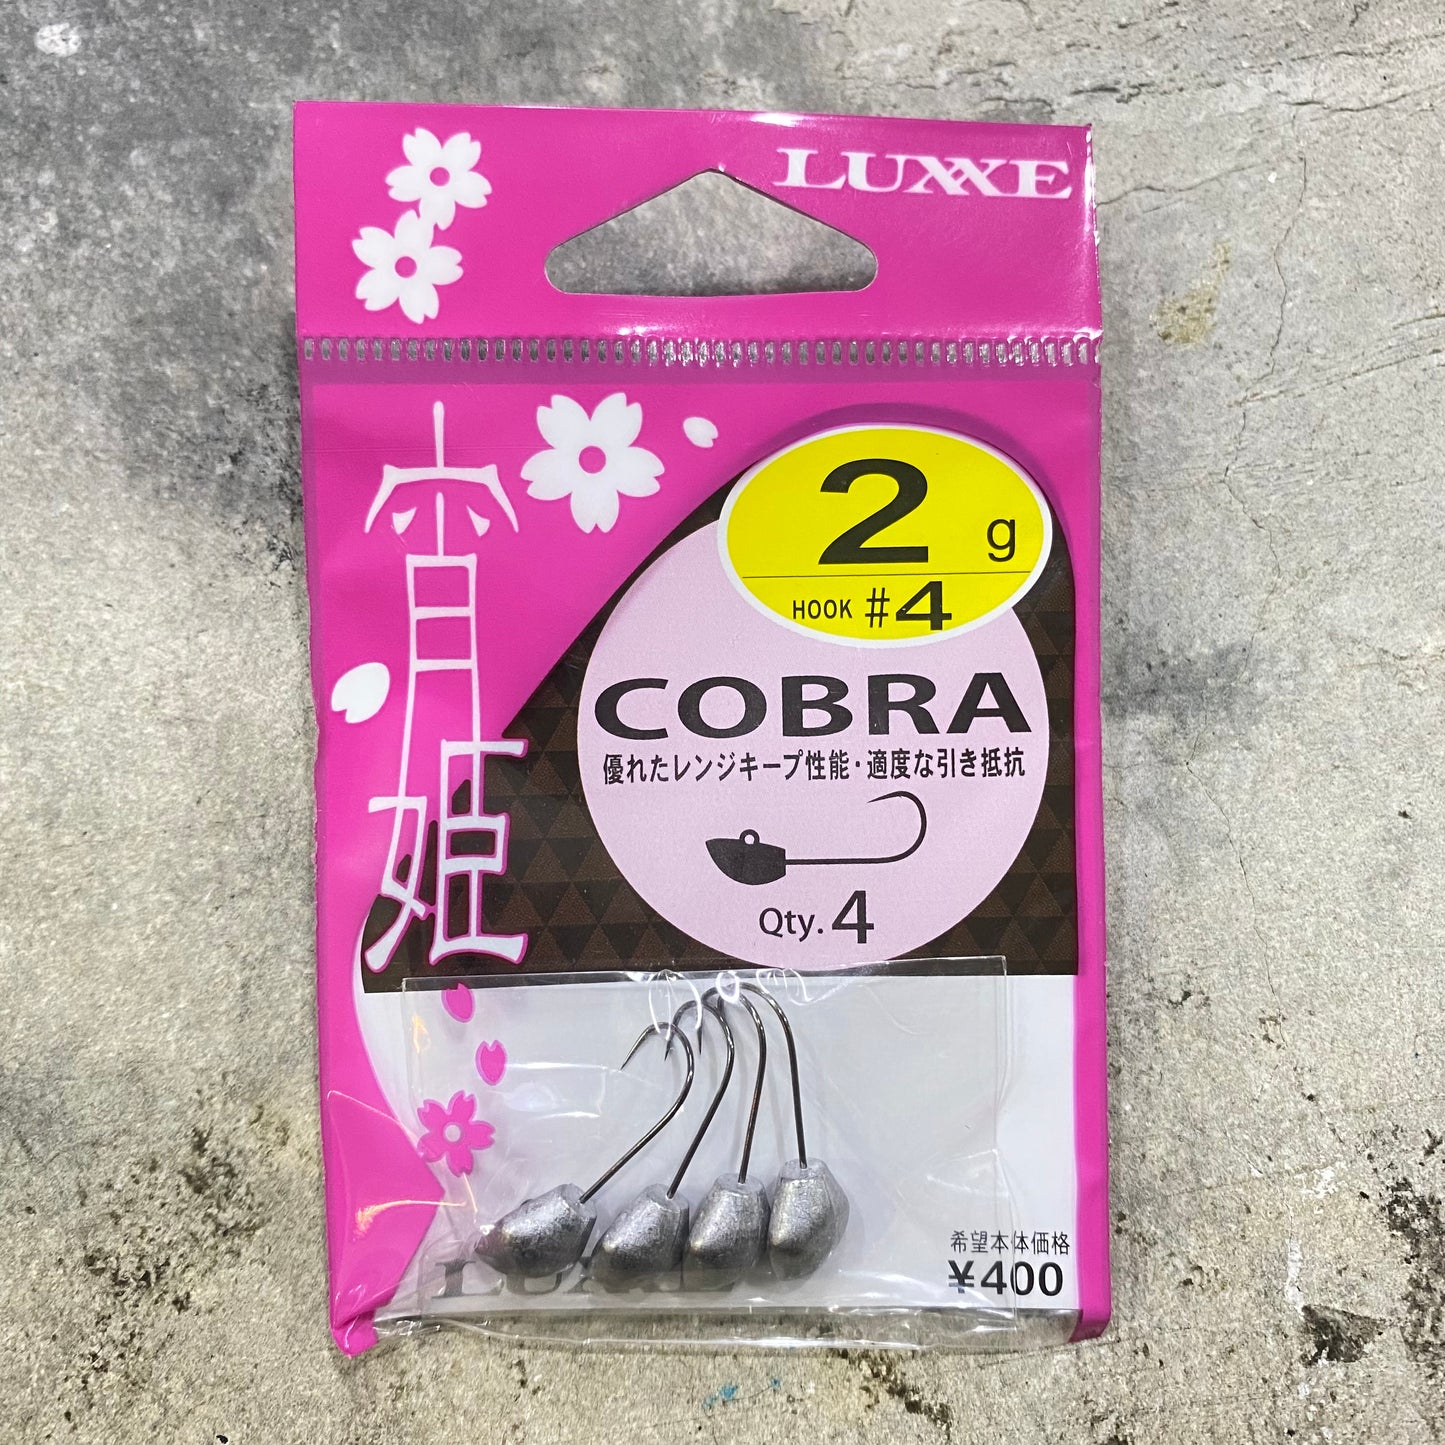 LUXXE
宵姫
2 g
HOOK #4
COBRA
優れたレンジキープ性能・適度な引き抵抗
Qty. 4
希望本体価格
¥400
LUXXE